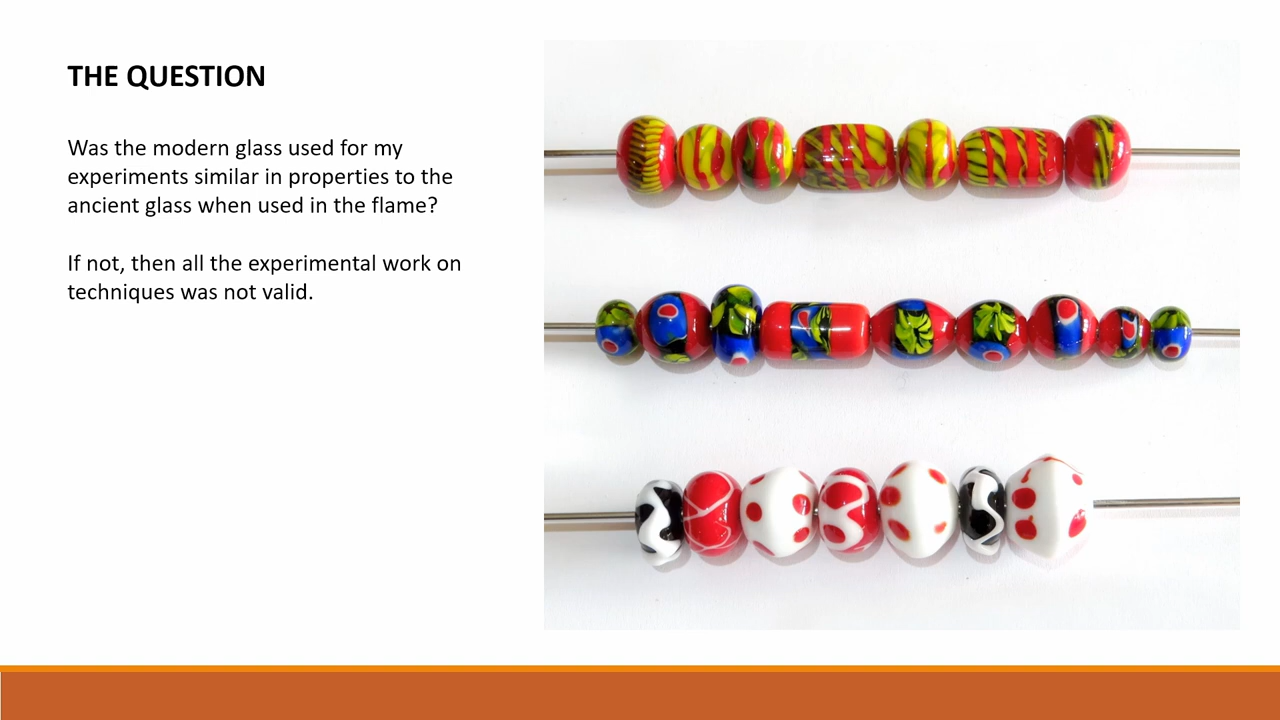 THE QUESTION
Was the modern glass used for my
experiments similar in properties to the
ancient glass when used in the flame?
If not, then all the experimental work on
techniques was not valid.